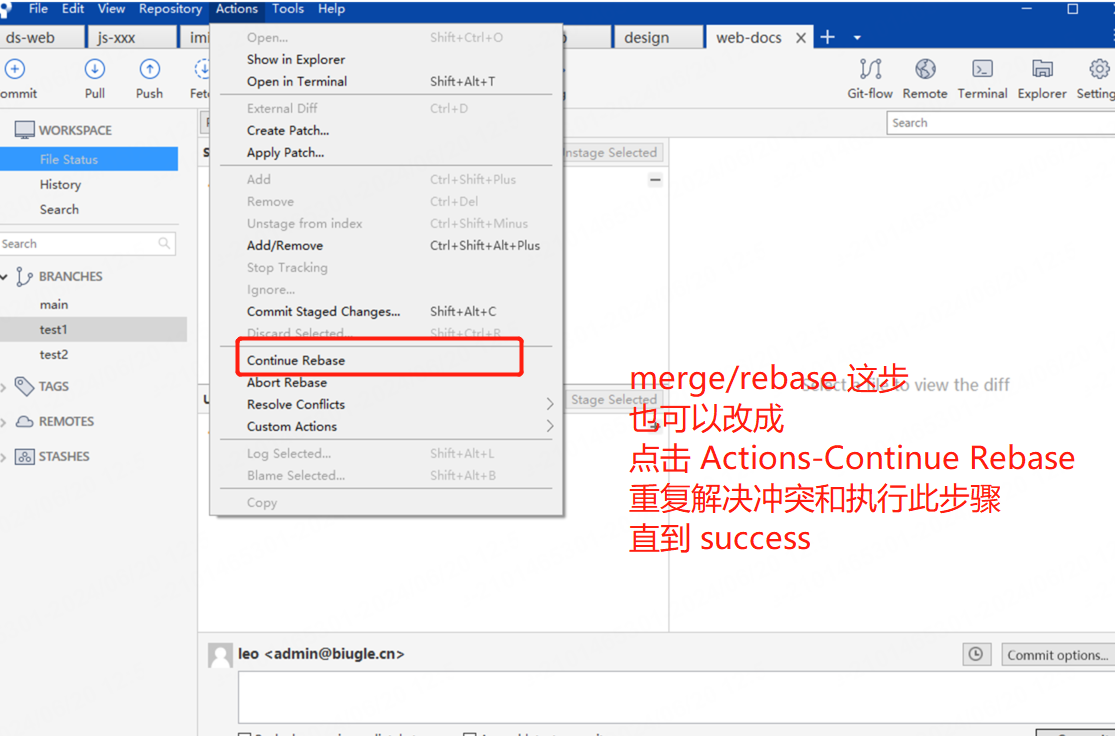 File Edit View Repository Actions Tools Help
ds-web js-xxx design web-docs
Pull Push Git-flow Remote Terminal Explorer
WORKSPACE
File Status
History
Search
Search
BRANCHES
main
test1
test2
TAGS
REMOTES
STASHES
Open... Shift+Ctrl+O
Show in Explorer
Open in Terminal Shift+Alt+T
External Diff Ctrl+D
Create Patch...
Apply Patch...
Add Ctrl+Shift+Plus
Remove Ctrl+Del
Unstage from index Ctrl+Shift+Minus
Add/Remove Ctrl+Shift+Alt+Plus
Stop Tracking
Ignore...
Commit Staged Changes... Shift+Alt+C
Discard Selected Shift+Ctrl+R
Continue Rebase
Abort Rebase
Resolve Conflicts
Custom Actions
Log Selected... Shift+Alt+L
Blame Selected... Shift+Alt+B
Copy
Search
Unstage Selected
Stage Selected
Select a file to view the diff
merge/rebase 这步
也可以改成
点击 Actions-Continue Rebase
重复解决冲突和执行此步骤
直到 success
leo <admin@biugle.cn>
Commit options...